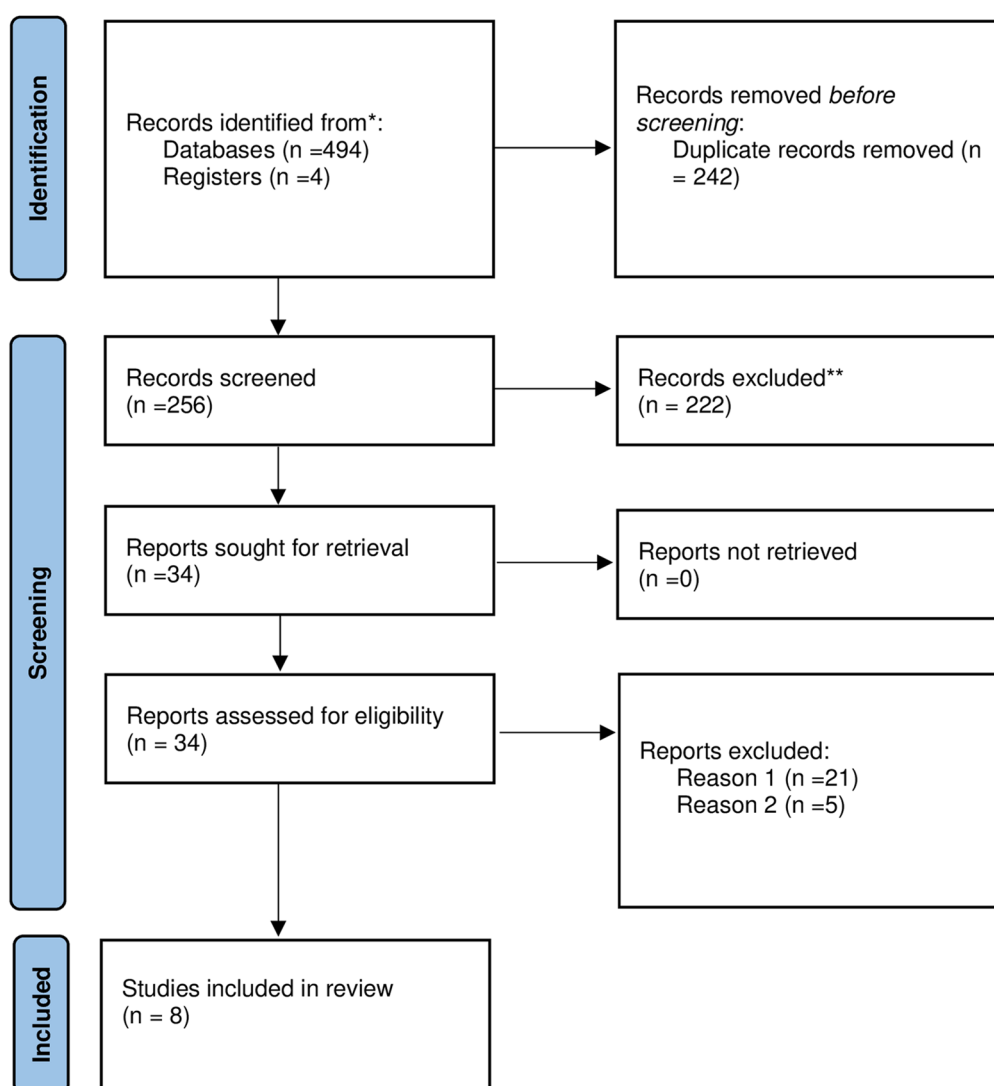 Identification
Records identified from*:
Databases (n =494)
Registers (n =4)
Records removed before
screening:
Duplicate records removed (n
= 242)
Screening
Records screened
(n =256)
Records excluded**
(n = 222)
Reports sought for retrieval
(n =34)
Reports not retrieved
(n =0)
Reports assessed for eligibility
(n = 34)
Reports excluded:
Reason 1 (n =21)
Reason 2 (n =5)
Included
Studies included in review
(n = 8)